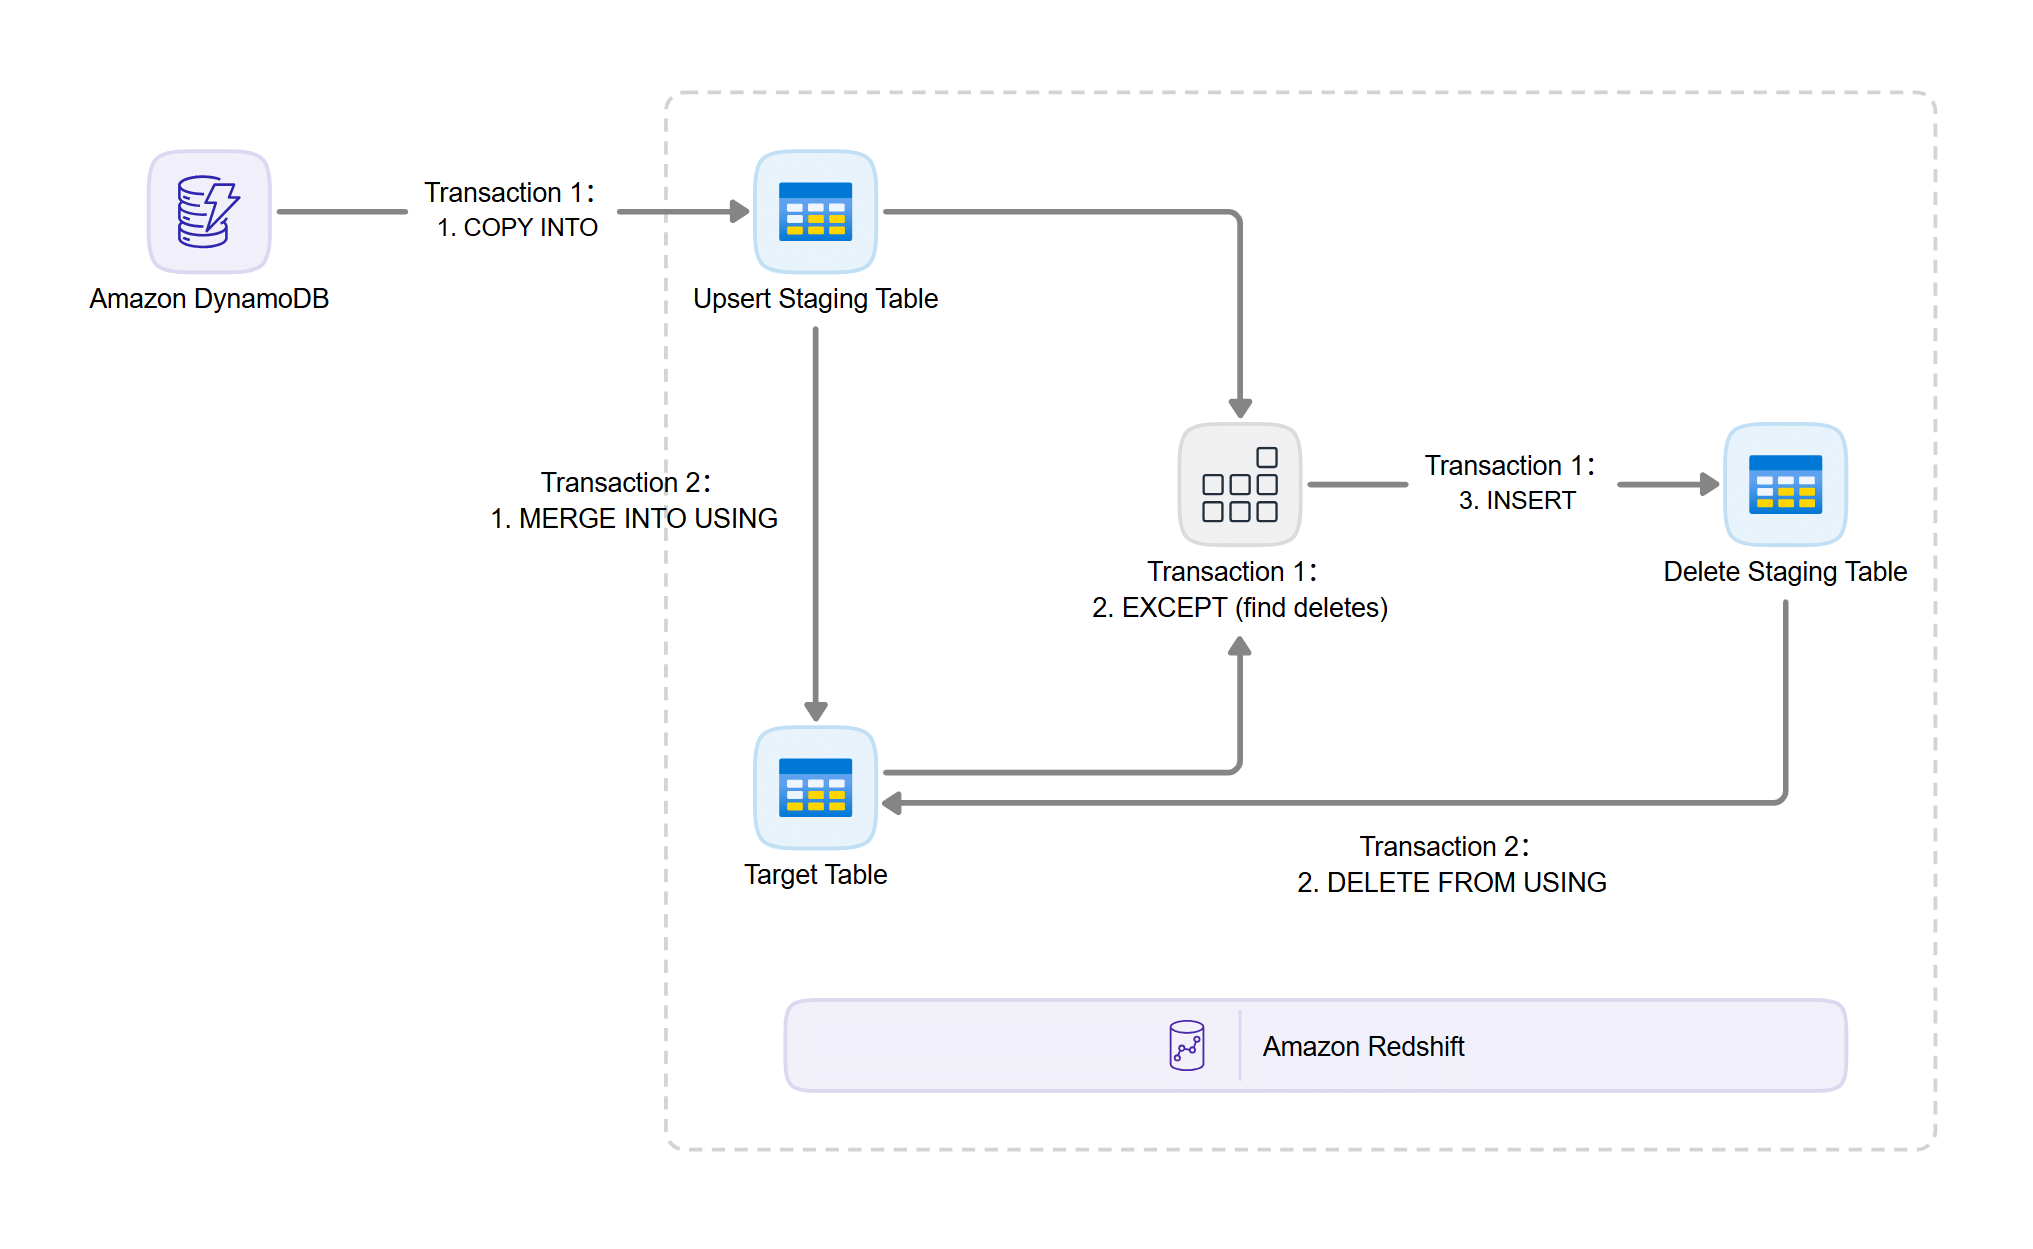 Transaction 1：
1. COPY INTO
Amazon DynamoDB
Upsert Staging Table
Transaction 2：
1. MERGE INTO USING
Transaction 1：
3. INSERT
Transaction 1：
2. EXCEPT (find deletes)
Delete Staging Table
Target Table
Transaction 2：
2. DELETE FROM USING
Amazon Redshift